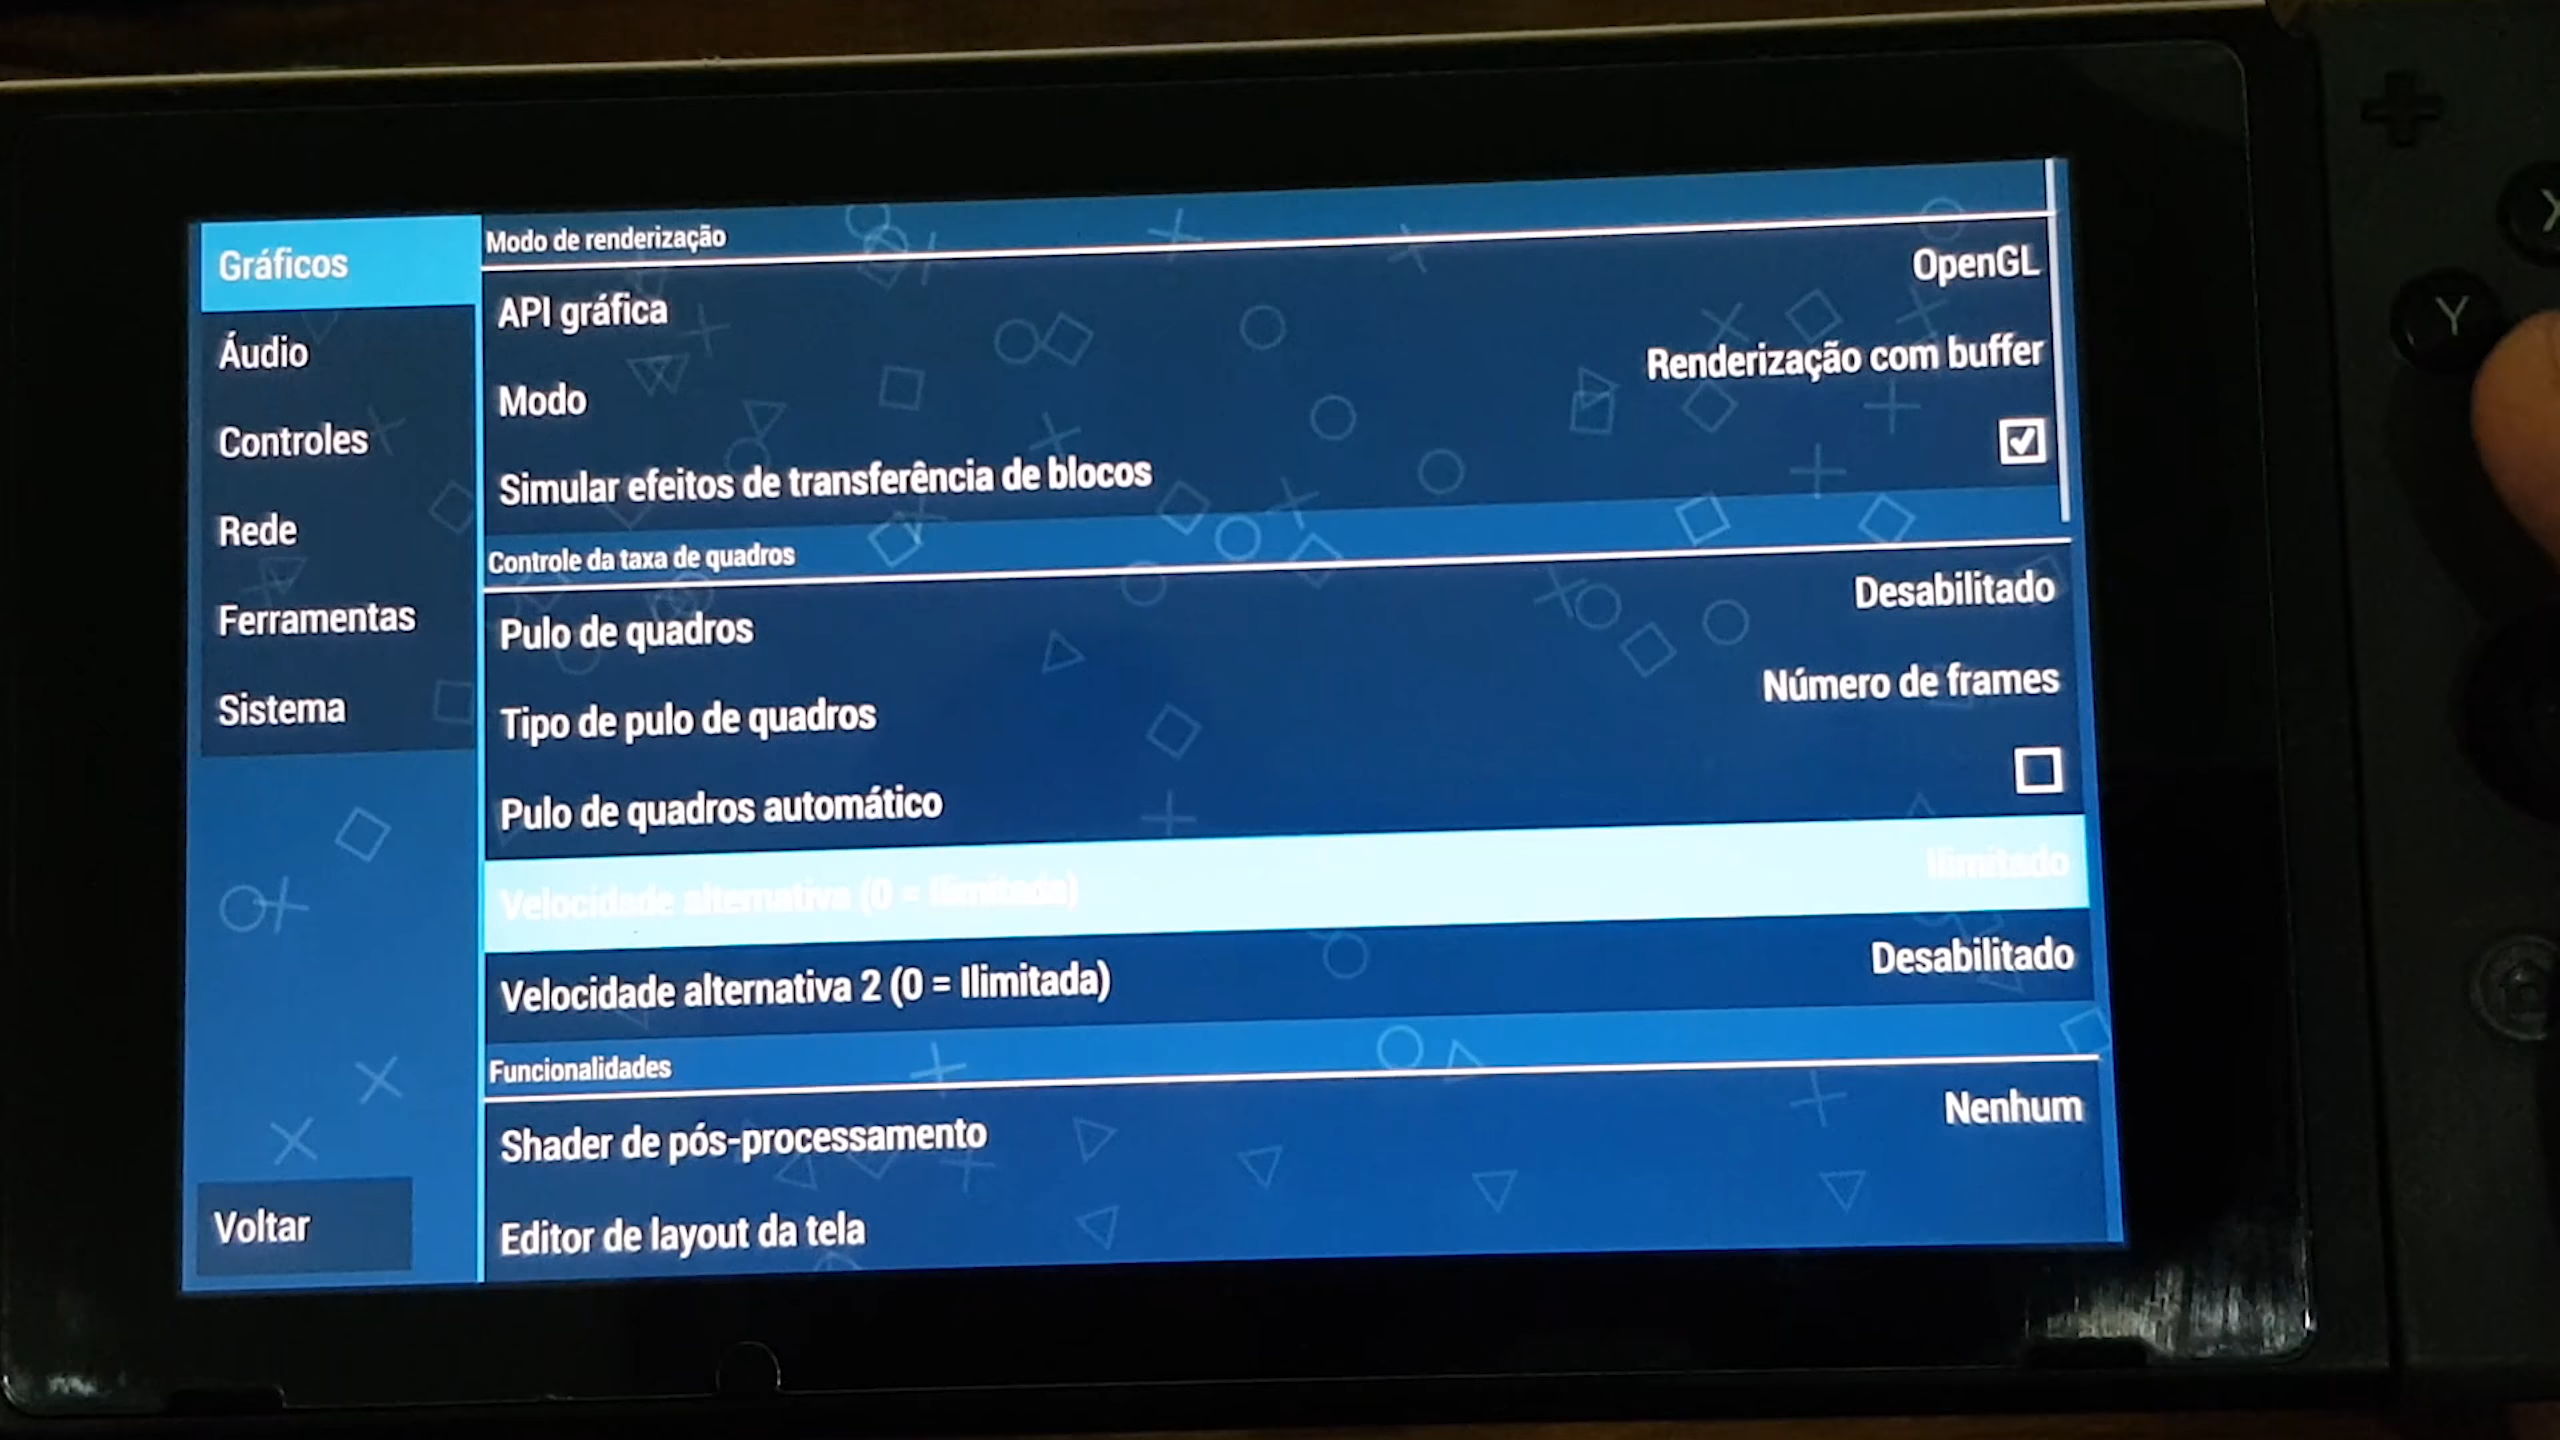 Gráficos
Áudio
Controles
Rede
Ferramentas
Sistema
Voltar
Modo de renderização
API gráfica
OpenGL
Modo
Renderização com buffer
Simular efeitos de transferência de blocos
Controle da taxa de quadros
Pulo de quadros
Desabilitado
Tipo de pulo de quadros
Número de frames
Pulo de quadros automático
Velocidade alternativa (0 = Ilimitada)
Ilimitado
Velocidade alternativa 2 (0 = Ilimitada)
Desabilitado
Funcionalidades
Shader de pós-processamento
Nenhum
Editor de layout da tela
X
Y